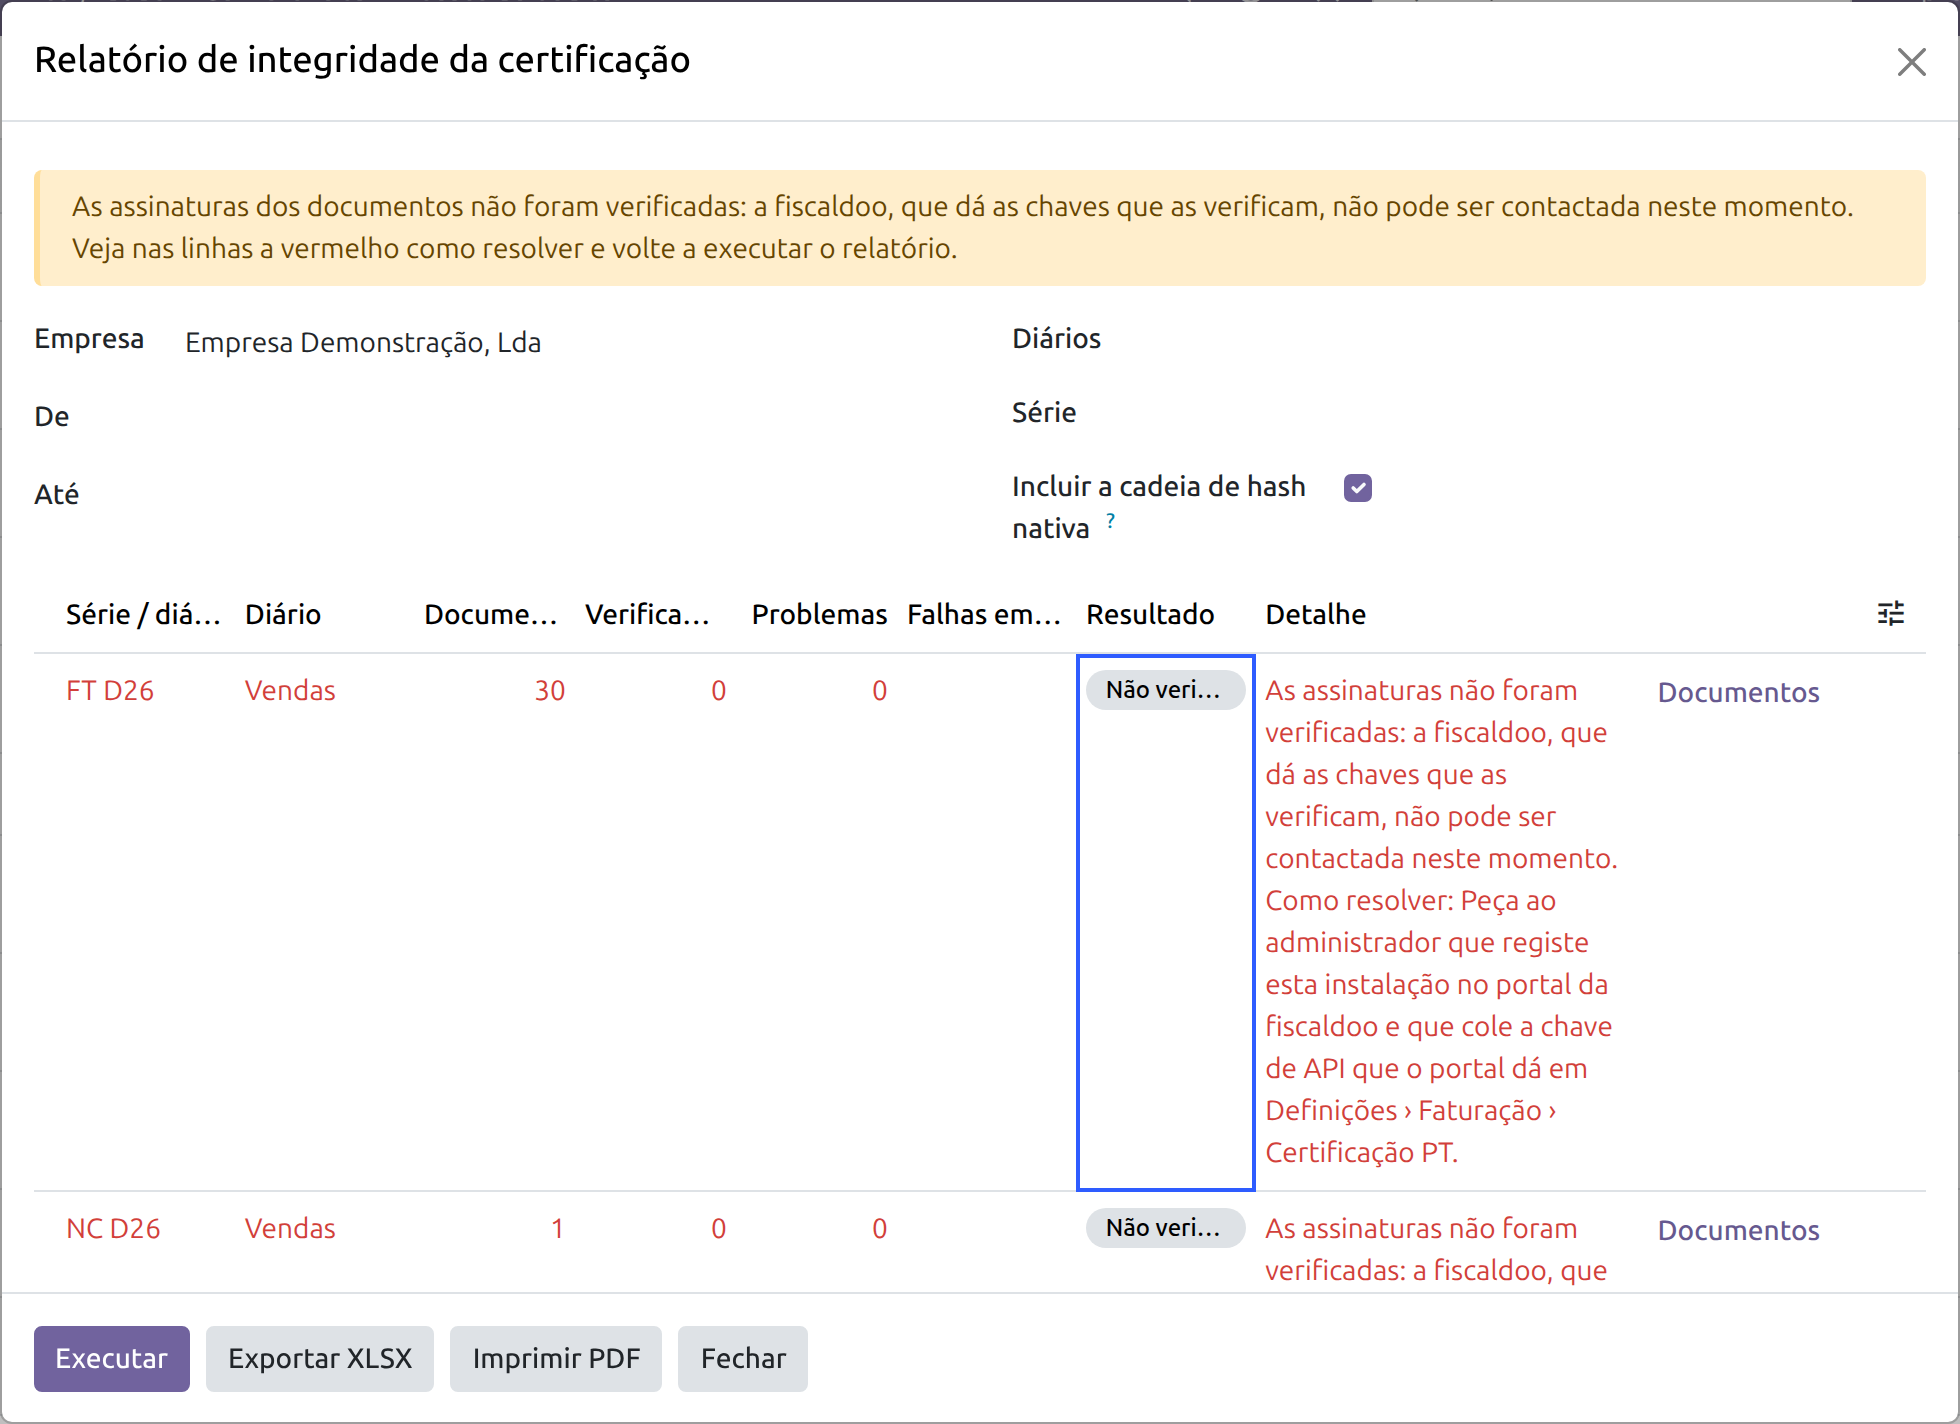 Relatório de integridade da certificação
As assinaturas dos documentos não foram verificadas: a fiscaldoo, que dá as chaves que as verificam, não pode ser contactada neste momento.
Veja nas linhas a vermelho como resolver e volte a executar o relatório.
Empresa Empresa Demonstração, Lda
De
Até
Diários
Série
Incluir a cadeia de hash
nativa ?
Série / diá... Diário Docume... Verifica... Problemas Falhas em... Resultado Detalhe
FT D26 Vendas 30 0 0 Não veri... As assinaturas não foram Documentos
verificadas: a fiscaldoo, que
dá as chaves que as
verificam, não pode ser
contactada neste momento.
Como resolver: Peça ao
administrador que registe
esta instalação no portal da
fiscaldoo e que cole a chave
de API que o portal dá em
Definições › Faturação ›
Certificação PT.
NC D26 Vendas 1 0 0 Não veri... As assinaturas não foram Documentos
verificadas: a fiscaldoo, que
Executar Exportar XLSX Imprimir PDF Fechar